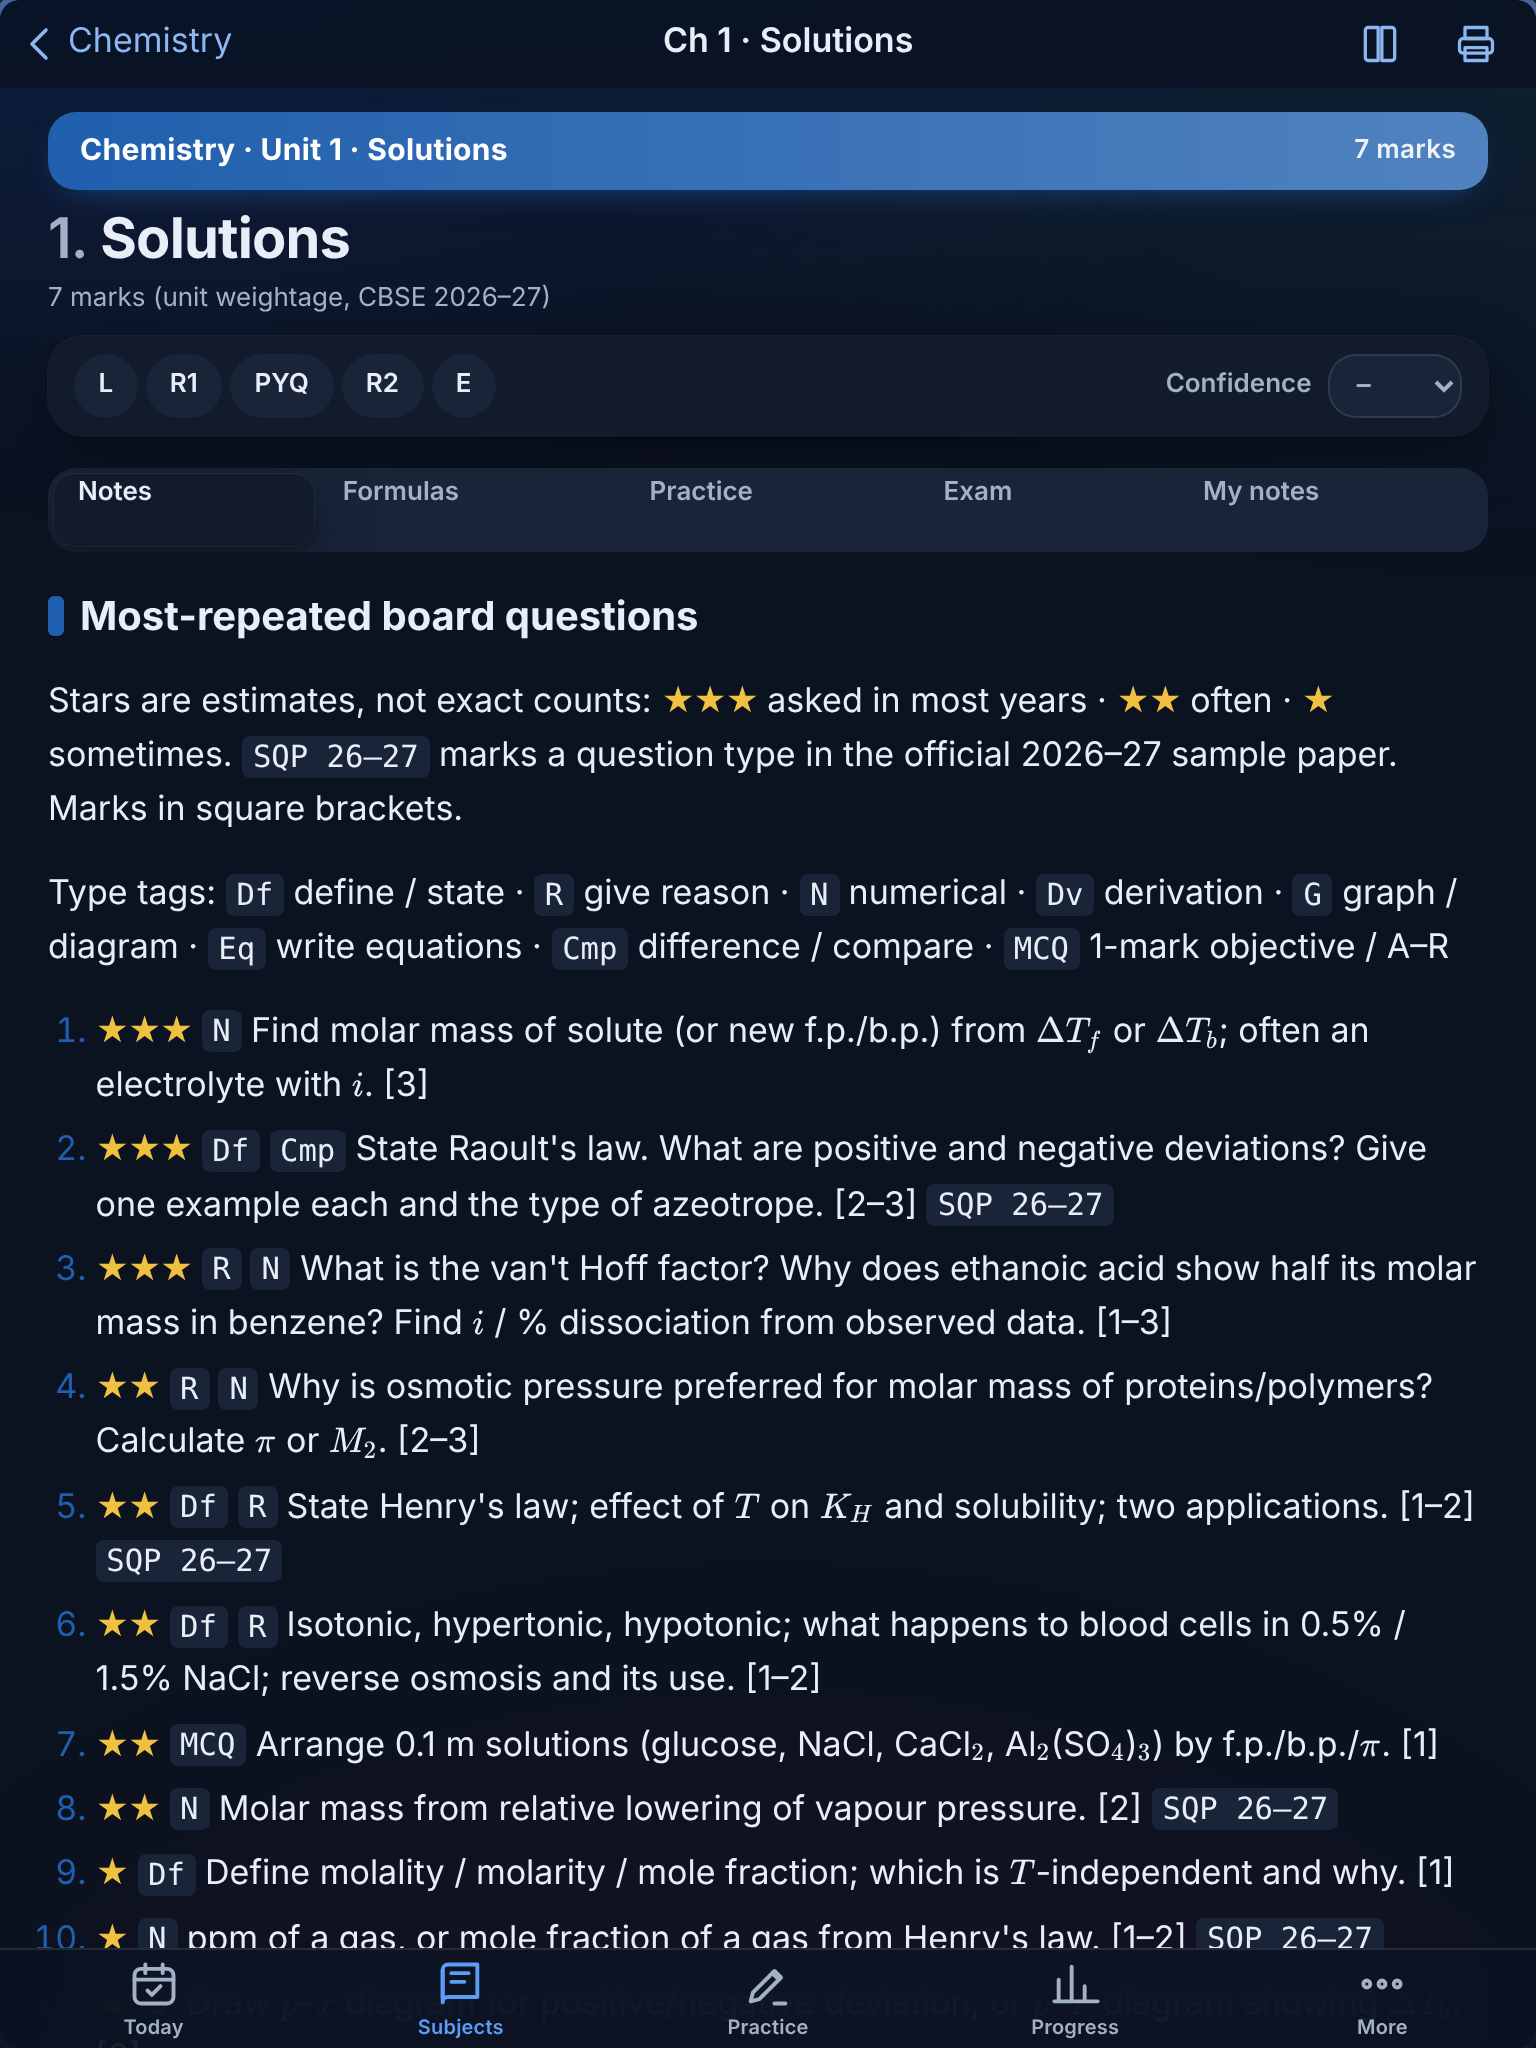 Chemistry
Ch 1 · Solutions
Chemistry · Unit 1 · Solutions
7 marks
1. Solutions
7 marks (unit weightage, CBSE 2026–27)
L R1 PYQ R2 E
Confidence –
Notes Formulas Practice Exam My notes
Most-repeated board questions
Stars are estimates, not exact counts: ★★★ asked in most years · ★★ often · ★
sometimes. SQP 26–27 marks a question type in the official 2026–27 sample paper.
Marks in square brackets.
Type tags: Df define / state · R give reason · N numerical · Dv derivation · G graph /
diagram · Eq write equations · Cmp difference / compare · MCQ 1-mark objective / A–R
1. ★★★ N Find molar mass of solute (or new f.p./b.p.) from ΔT_f or ΔT_b; often an
electrolyte with i. [3]
2. ★★★ Df Cmp State Raoult's law. What are positive and negative deviations? Give
one example each and the type of azeotrope. [2–3] SQP 26–27
3. ★★★ R N What is the van't Hoff factor? Why does ethanoic acid show half its molar
mass in benzene? Find i / % dissociation from observed data. [1–3]
4. ★★ R N Why is osmotic pressure preferred for molar mass of proteins/polymers?
Calculate π or M₂. [2–3]
5. ★★ Df R State Henry's law; effect of T on K_H and solubility; two applications. [1–2]
SQP 26–27
6. ★★ Df R Isotonic, hypertonic, hypotonic; what happens to blood cells in 0.5% /
1.5% NaCl; reverse osmosis and its use. [1–2]
7. ★★ MCQ Arrange 0.1 m solutions (glucose, NaCl, CaCl₂, Al₂(SO₄)₃) by f.p./b.p./π. [1]
8. ★★ N Molar mass from relative lowering of vapour pressure. [2] SQP 26–27
9. ★ Df Define molality / molarity / mole fraction; which is T-independent and why. [1]
10. ★ N ppm of a gas, or mole fraction of a gas from Henry's law. [1–2] SQP 26–27
Draw p–x diagram for positive/negative deviation, or diagram showing ΔT_b.
Today Subjects Practice Progress More